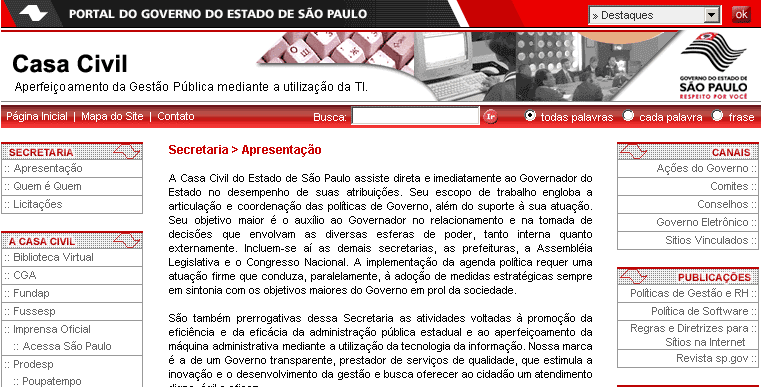 PORTAL DO GOVERNO DO ESTADO DE SÃO PAULO
» Destaques
ok
Casa Civil
Aperfeiçoamento da Gestão Pública mediante a utilização da TI.
GOVERNO DO ESTADO DE
SÃO PAULO
RESPEITO POR VOCÊ
Página Inicial | Mapa do Site | Contato
Busca:
Ir
todas palavras
cada palavra
frase
SECRETARIA
:: Apresentação
:: Quem é Quem
:: Licitações
A CASA CIVIL
:: Biblioteca Virtual
:: CGA
:: Fundap
:: Fussesp
:: Imprensa Oficial
:: Acessa São Paulo
:: Prodesp
:: Poupatempo
Secretaria > Apresentação
A Casa Civil do Estado de São Paulo assiste direta e imediatamente ao Governador do
Estado no desempenho de suas atribuições. Seu escopo de trabalho engloba a
articulação e coordenação das políticas de Governo, além do suporte à sua atuação.
Seu objetivo maior é o auxílio ao Governador no relacionamento e na tomada de
decisões que envolvam as diversas esferas de poder, tanto interna quanto
externamente. Incluem-se aí as demais secretarias, as prefeituras, a Assembléia
Legislativa e o Congresso Nacional. A implementação da agenda política requer uma
atuação firme que conduza, paralelamente, à adoção de medidas estratégicas sempre
em sintonia com os objetivos maiores do Governo em prol da sociedade.
São também prerrogativas dessa Secretaria as atividades voltadas à promoção da
eficiência e da eficácia da administração pública estadual e ao aperfeiçoamento da
máquina administrativa mediante a utilização da tecnologia da informação. Nossa marca
é a de um Governo transparente, prestador de serviços de qualidade, que estimula a
inovação e o desenvolvimento da gestão e busca oferecer ao cidadão um atendimento
CANAIS
Ações do Governo ::
Comites ::
Conselhos ::
Governo Eletrônico ::
Sitios Vinculados ::
PUBLICAÇÕES
Políticas de Gestão e RH ::
Política de Software ::
Regras e Diretrizes para ::
Sítios na Internet
Revista sp.gov ::